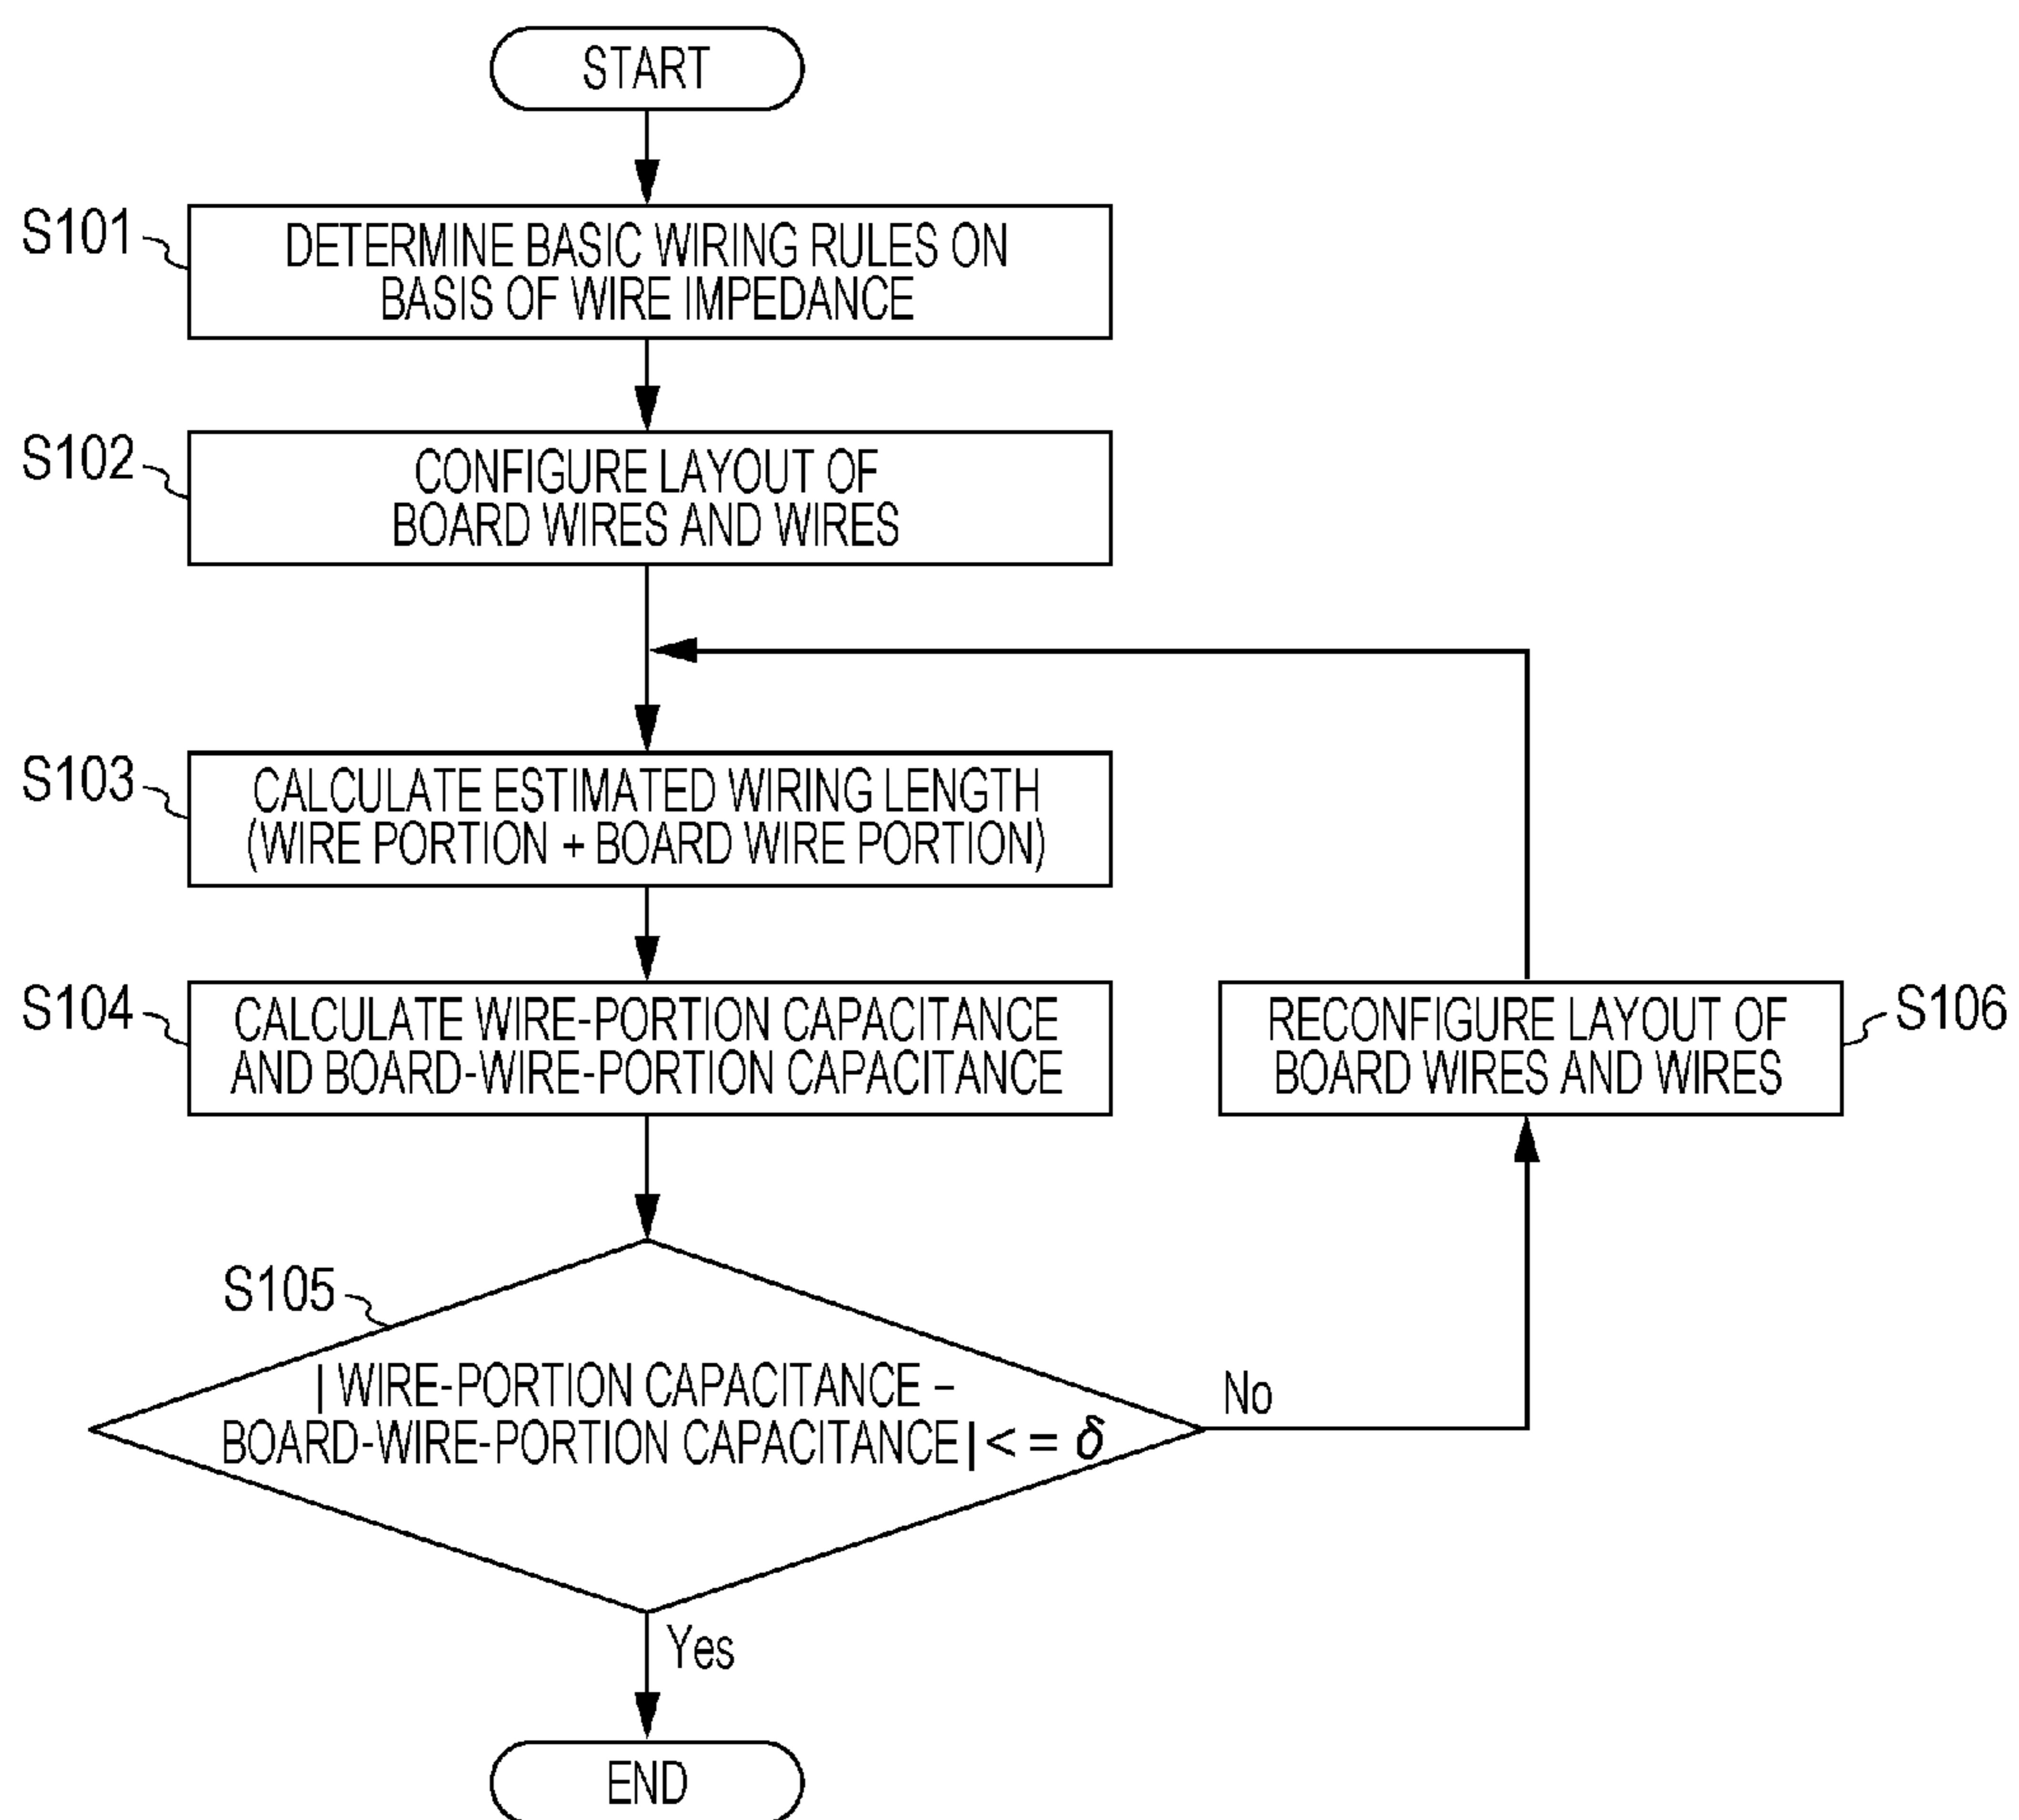 START
S101
DETERMINE BASIC WIRING RULES ON
BASIS OF WIRE IMPEDANCE
S102
CONFIGURE LAYOUT OF
BOARD WIRES AND WIRES
S103
CALCULATE ESTIMATED WIRING LENGTH
(WIRE PORTION + BOARD WIRE PORTION)
S104
CALCULATE WIRE-PORTION CAPACITANCE
AND BOARD-WIRE-PORTION CAPACITANCE
RECONFIGURE LAYOUT OF
BOARD WIRES AND WIRES
S106
S105
| WIRE-PORTION CAPACITANCE –
BOARD-WIRE-PORTION CAPACITANCE | < = δ
No
Yes
END